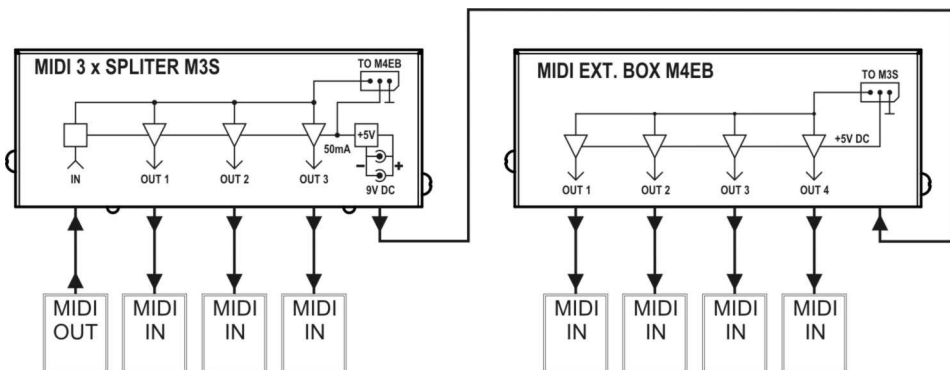 MIDI 3 x SPLITER M3S
TO M4EB
+5V
50mA
- +
IN
OUT 1
OUT 2
OUT 3
9V DC
MIDI EXT. BOX M4EB
TO M3S
+5V DC
OUT 1
OUT 2
OUT 3
OUT 4
MIDI
OUT
MIDI
IN
MIDI
IN
MIDI
IN
MIDI
IN
MIDI
IN
MIDI
IN
MIDI
IN